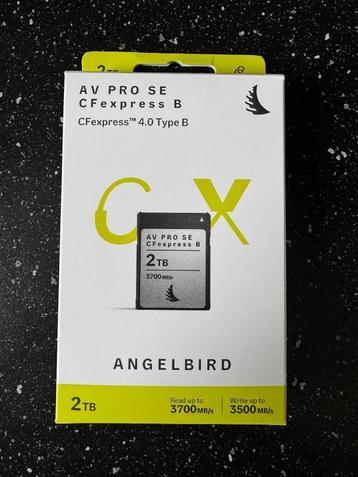 2TB
AV PRO SE
CFexpress B
CFexpress™ 4.0 Type B
CX
AV PRO SE
CFexpress B
2TB
3700MB/s
ANGELBIRD
2TB
Read up to
3700MB/s
Write up to
3500MB/s